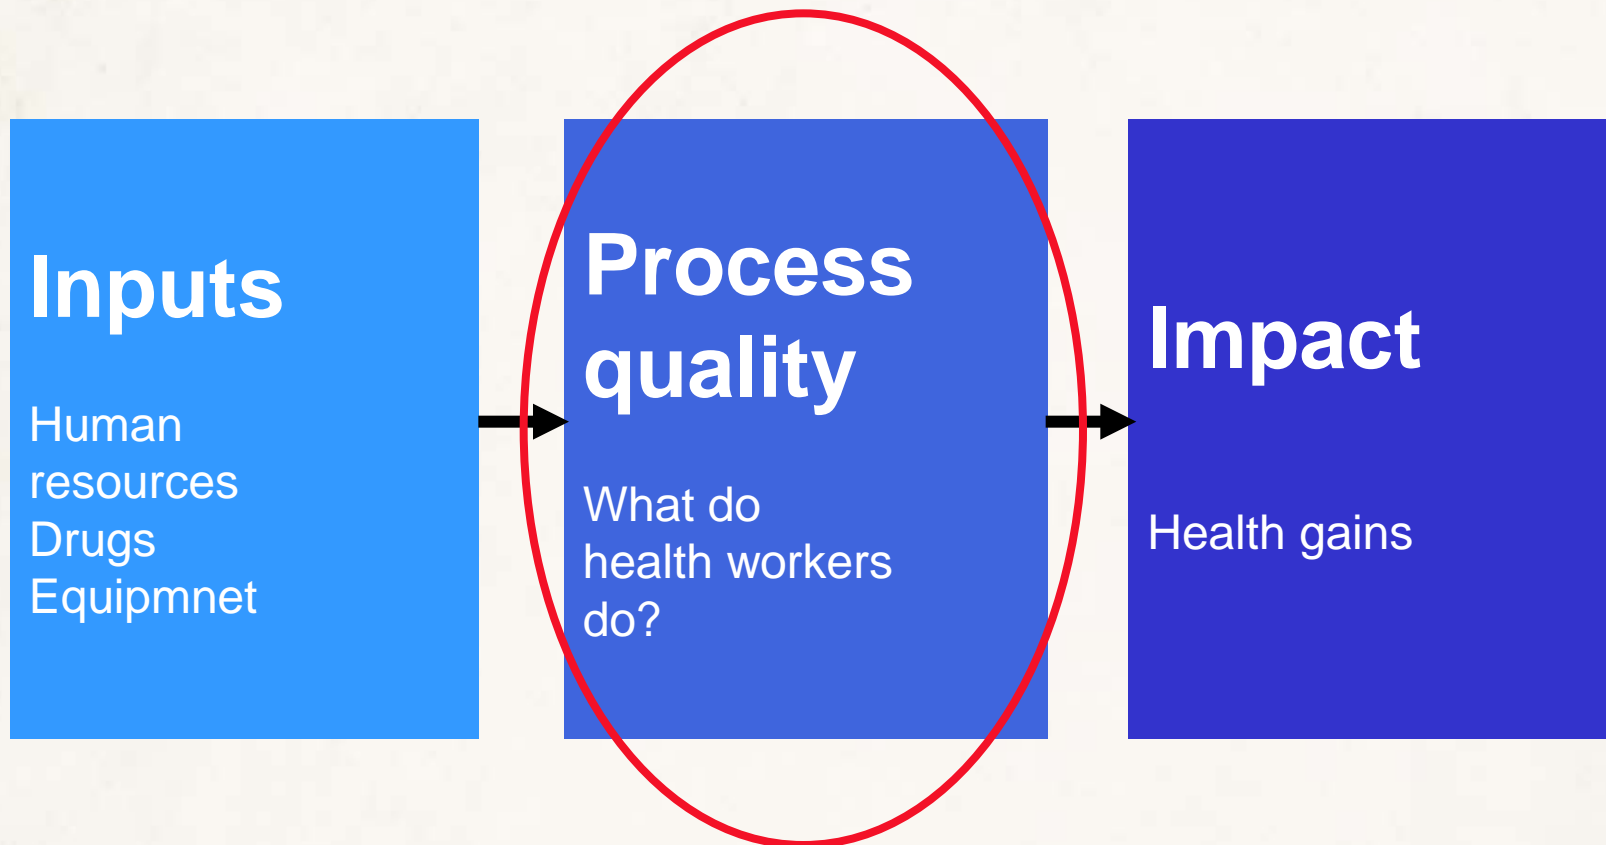 Inputs
Human
resources
Drugs
Equipmnet
Process
quality
What do
health workers
do?
Impact
Health gains